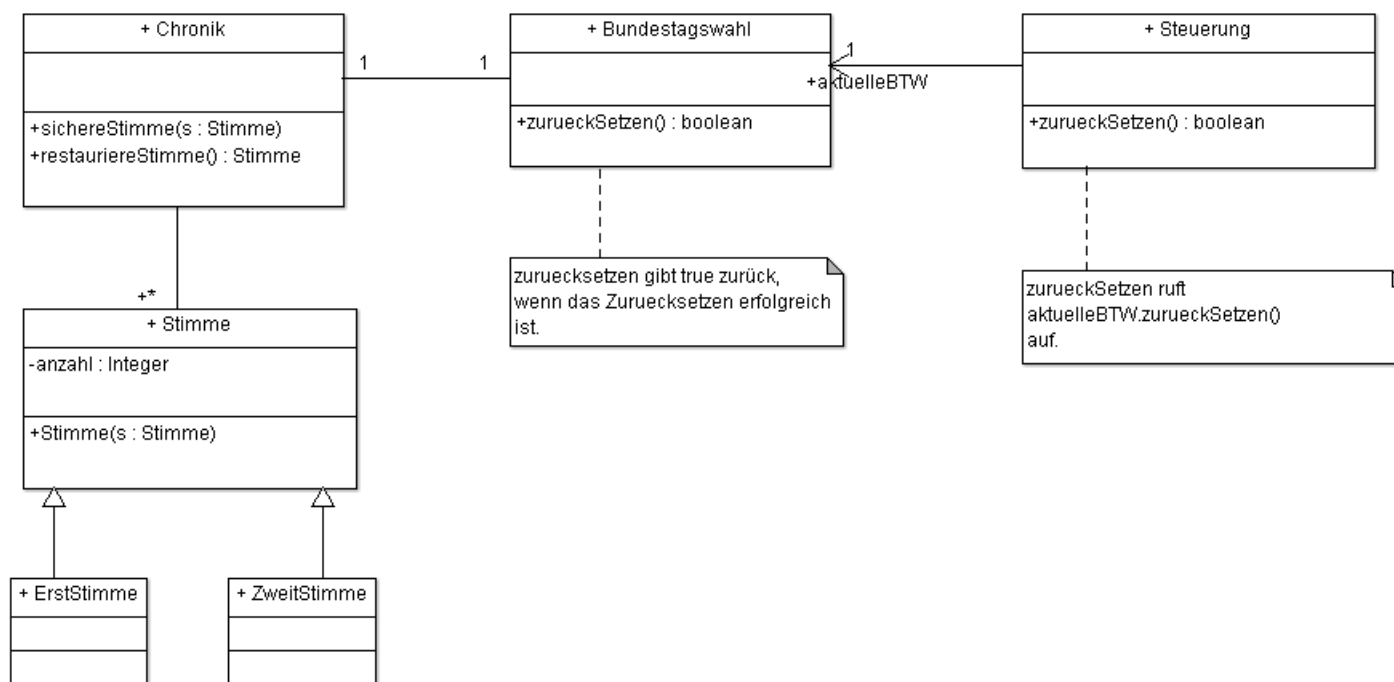 + Chronik
+sichereStimme(s : Stimme)
+restauriereStimme() : Stimme
1
1
+ Bundestagswahl
+zurueckSetzen() : boolean
1
+aktuelleBTW
+ Steuerung
+zurueckSetzen() : boolean
zuruecksetzen gibt true zurück,
wenn das Zuruecksetzen erfolgreich
ist.
zurueckSetzen ruft
aktuelleBTW.zurueckSetzen()
auf.
+*
+ Stimme
-anzahl : Integer
+Stimme(s : Stimme)
+ ErstStimme
+ ZweitStimme